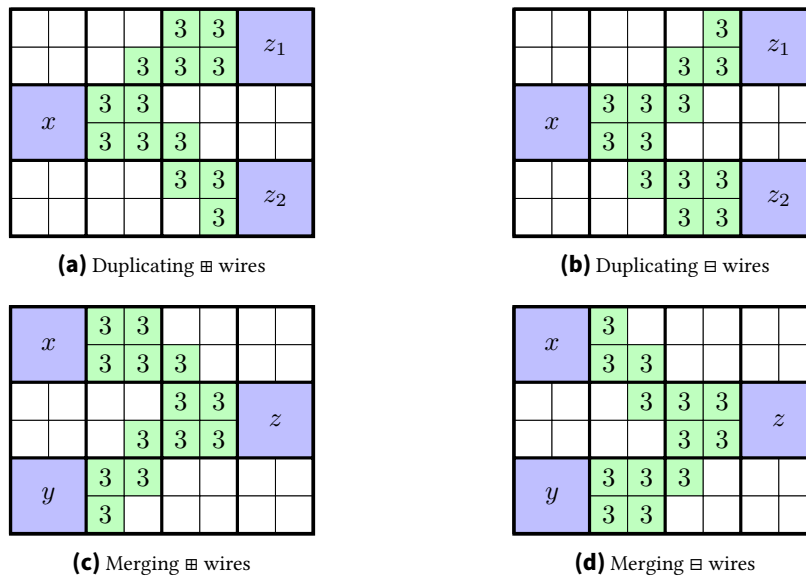 3 3
z₁
3 3 3
3 3
x
3 3 3
3 3
z₂
3
(a) Duplicating ⊞ wires
3
z₁
3 3
3 3 3
x
3 3
3 3 3
z₂
3 3
(b) Duplicating ⊟ wires
3 3
x
3 3 3
3 3
z
3 3 3
3 3
y
3
(c) Merging ⊞ wires
3
x
3 3
3 3 3
z
3 3
3 3 3
y
3 3
(d) Merging ⊟ wires